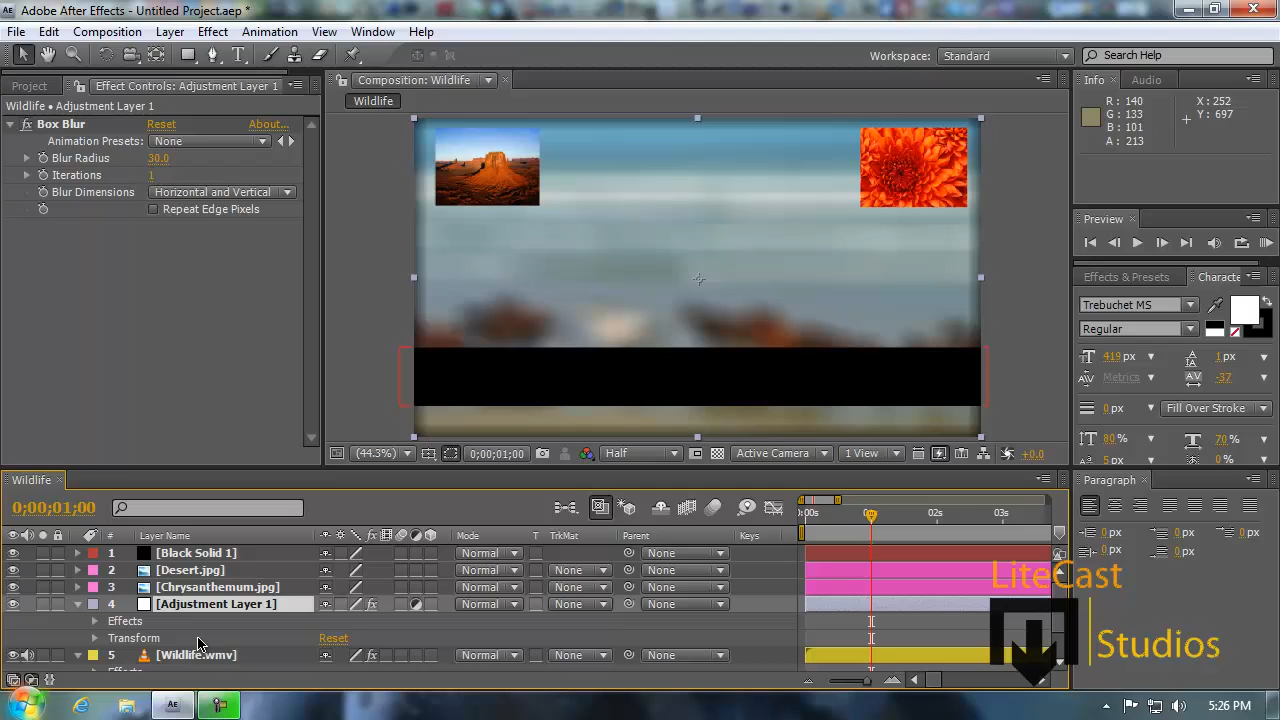 Adobe After Effects - Untitled Project.aep *
File Edit Composition Layer Effect Animation View Window Help
Workspace: Standard Search Help
Project Effect Controls: Adjustment Layer 1
Composition: Wildlife
Info Audio
Wildlife • Adjustment Layer 1
Wildlife
R: 140
G: 133
B: 101
A: 213
X: 252
Y: 697
fx Box Blur Reset About...
Animation Presets: None
Blur Radius 30.0
Iterations 1
Blur Dimensions Horizontal and Vertical
Repeat Edge Pixels
Preview
Effects & Presets Characte
Trebuchet MS
Regular
419 px 1 px
Metrics -37
0 px Fill Over Stroke
80 % 70 %
5 px 0 %
(44.3%) 0;00;01;00 Half Active Camera 1 View +0.0
Wildlife
Paragraph
0;00;01;00
:00s 02s 03s
# Layer Name Mode T TrkMat Parent Keys
1 [Black Solid 1] Normal None
2 [Desert.jpg] Normal None None
3 [Chrysanthemum.jpg] Normal None None
4 [Adjustment Layer 1] fx Normal None None
Effects
Transform Reset
5 [Wildlife.wmv] fx Normal None None
0 px 0 px 0 px
0 px 0 px
LiteCast
Studios
AE
5:26 PM